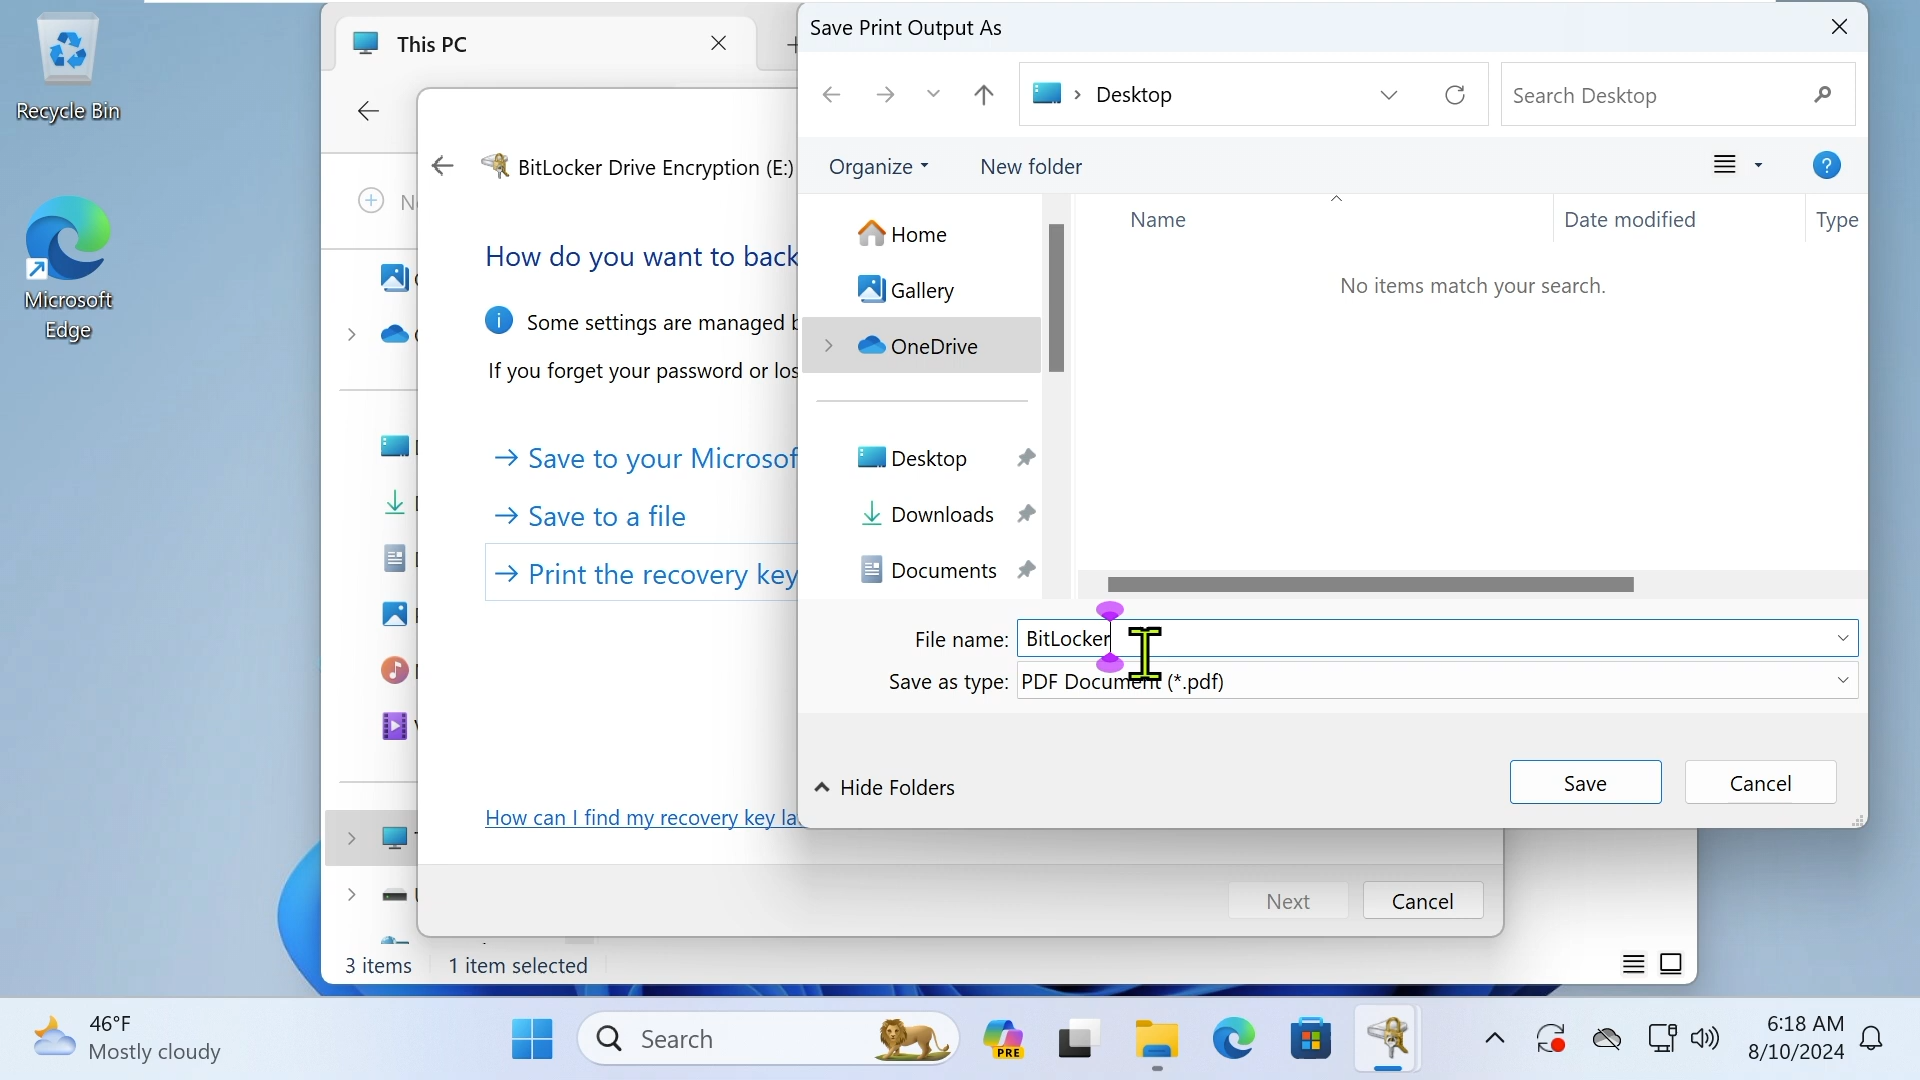 Recycle Bin
Microsoft
Edge
This PC
BitLocker Drive Encryption (E:)
How do you want to back
Some settings are managed
If you forget your password or los
Save to your Microsof
Save to a file
Print the recovery key
How can I find my recovery key la
Next
Cancel
3 items
1 item selected
Save Print Output As
Desktop
Search Desktop
Organize
New folder
Home
Gallery
OneDrive
Desktop
Downloads
Documents
Name
Date modified
Type
No items match your search.
File name: BitLocker
Save as type: PDF Document (*.pdf)
Hide Folders
Save
Cancel
46°F
Mostly cloudy
Search
PRE
6:18 AM
8/10/2024